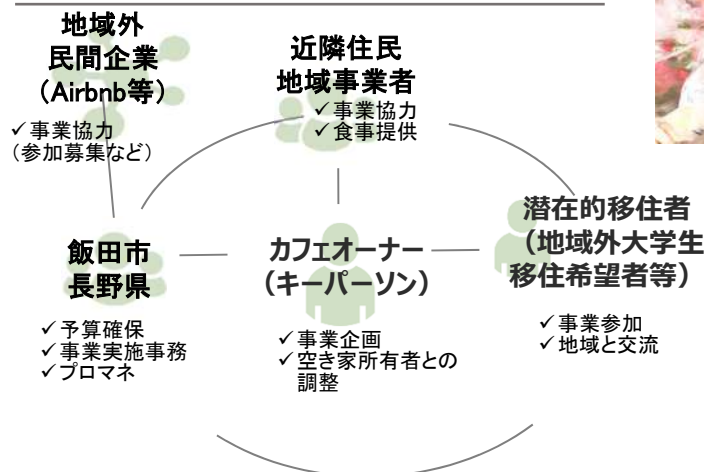 地域外
民間企業
（Airbnb等）
✓事業協力
（参加募集など）
近隣住民
地域事業者
✓事業協力
✓食事提供
飯田市
長野県
✓予算確保
✓事業実施事務
✓プロマネ
カフェオーナー
（キーパーソン）
✓事業企画
✓空き家所有者との
調整
潜在的移住者
（地域外大学生
移住希望者等）
✓事業参加
✓地域と交流